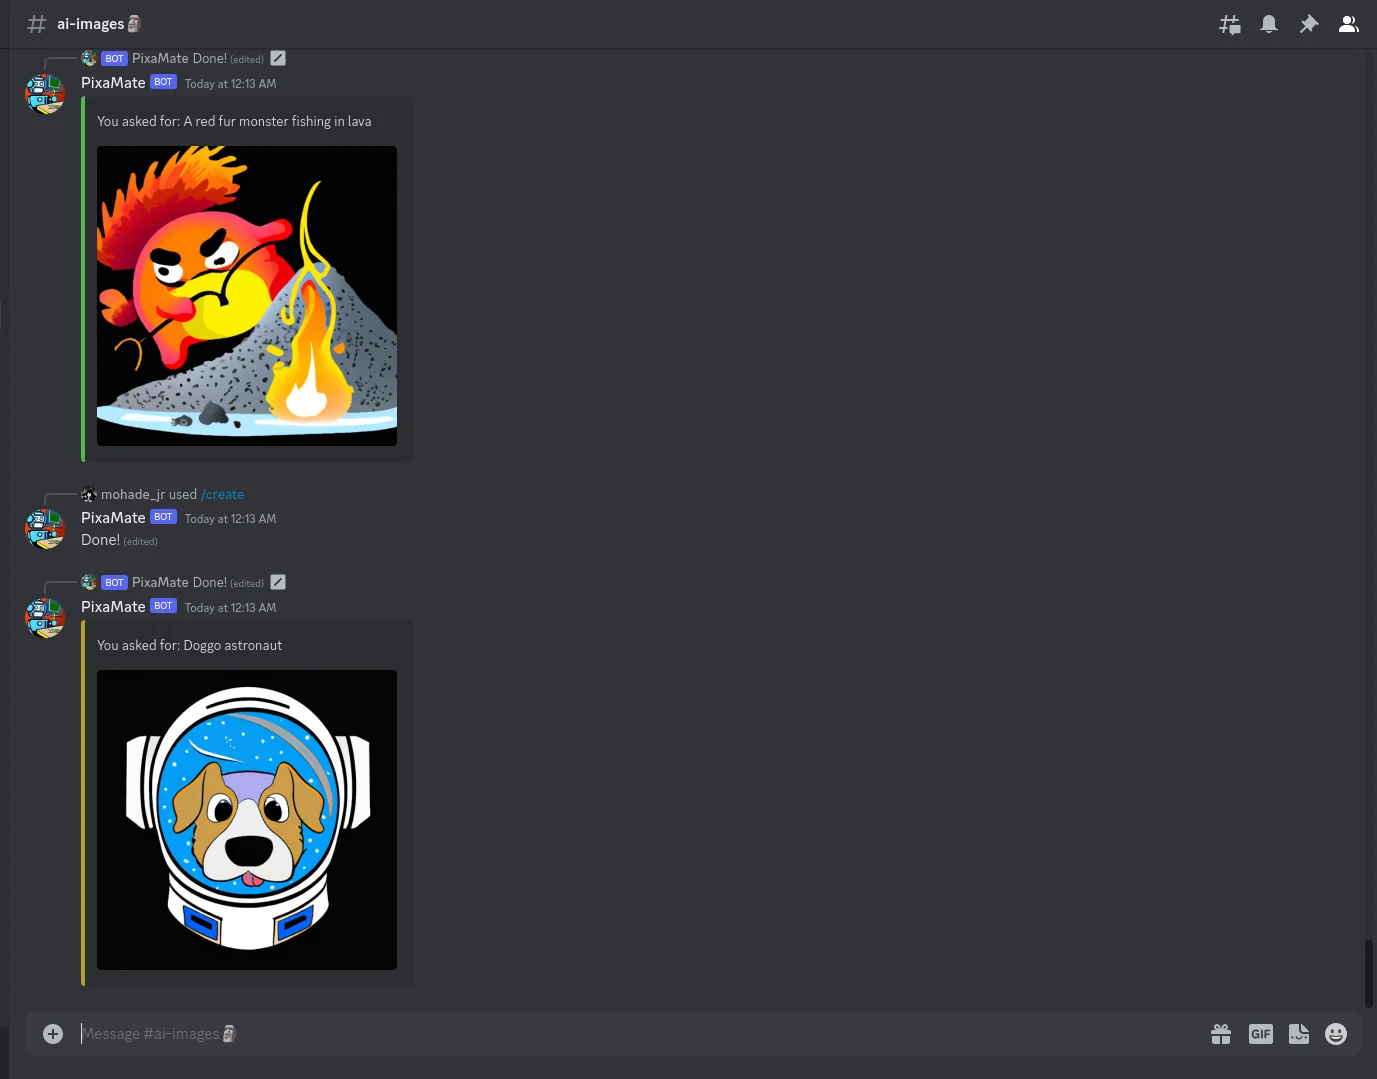 ai-images🗿
BOT PixaMate Done! (edited)
PixaMate BOT Today at 12:13 AM
You asked for: A red fur monster fishing in lava
mohade_jr used /create
PixaMate BOT Today at 12:13 AM
Done! (edited)
BOT PixaMate Done! (edited)
PixaMate BOT Today at 12:13 AM
You asked for: Doggo astronaut
Message #ai-images🗿
GIF